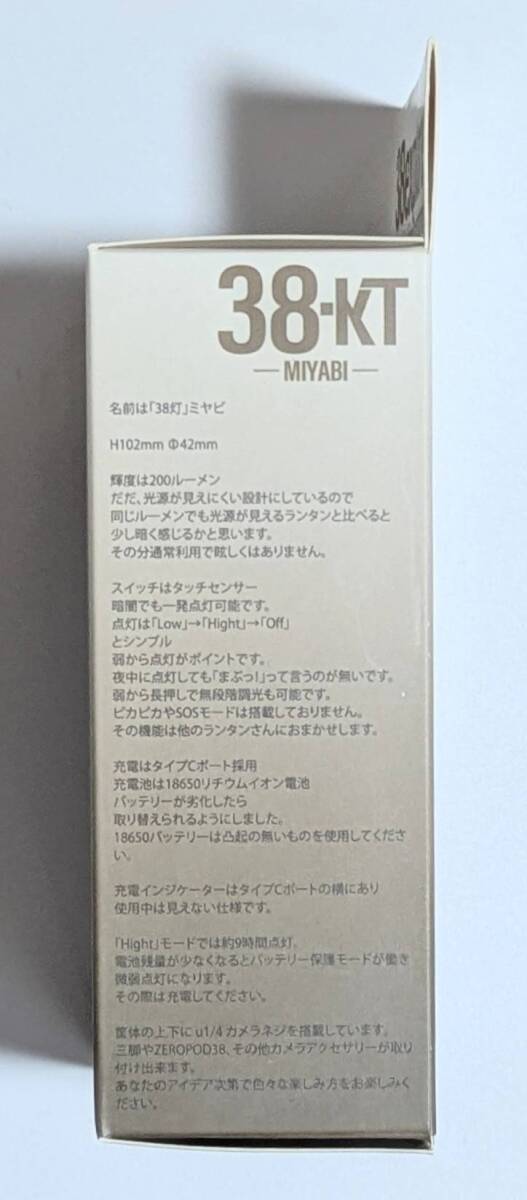 38-KT
MIYABI
名前は「38灯」ミヤビ
H102mm Φ42mm
輝度は200ルーメン
だだ、光源が見えにくい設計にしているので
同じルーメンでも光源が見えるランタンと比べると
少し暗く感じるかと思います。
その分通常利用で眩しくはありません。
スイッチはタッチセンサー
暗闇でも一発点灯可能です。
点灯は「Low」→「Hight」→「Off」
とシンプル
弱から点灯がポイントです。
夜中に点灯しても「まぶっ!」って言うのが無いです。
弱から長押しで無段階調光も可能です。
ピカピカやSOSモードは搭載しておりません。
その機能は他のランタンさんにおまかせします。
充電はタイプCポート採用
充電池は18650リチウムイオン電池
バッテリーが劣化したら
取り替えられるようにしました。
18650バッテリーは凸起の無いものを使用してくださ
い。
充電インジケーターはタイプCポートの横にあり
使用中は見えない仕様です。
「Hight」モードでは約9時間点灯。
電池残量が少なくなるとバッテリー保護モードが働き
微弱点灯になります。
その際は充電してください。
筐体の上下に u1/4 カメラネジを搭載しています。
三脚やZEROPOD38、その他カメラアクセサリーが取り
付け出来ます。
あなたのアイデア次第で色々な楽しみ方をお楽しみく
ださい。